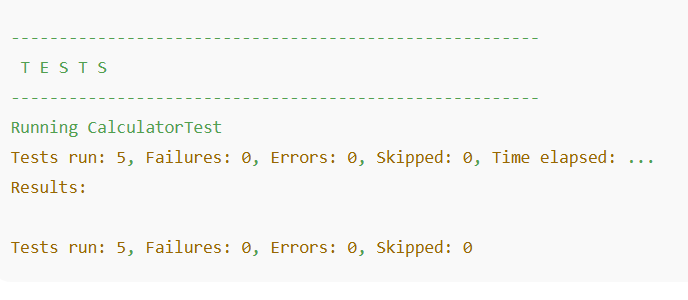 -------------------------------------------------------
T E S T S
-------------------------------------------------------
Running CalculatorTest
Tests run: 5, Failures: 0, Errors: 0, Skipped: 0, Time elapsed: ...
Results:
Tests run: 5, Failures: 0, Errors: 0, Skipped: 0